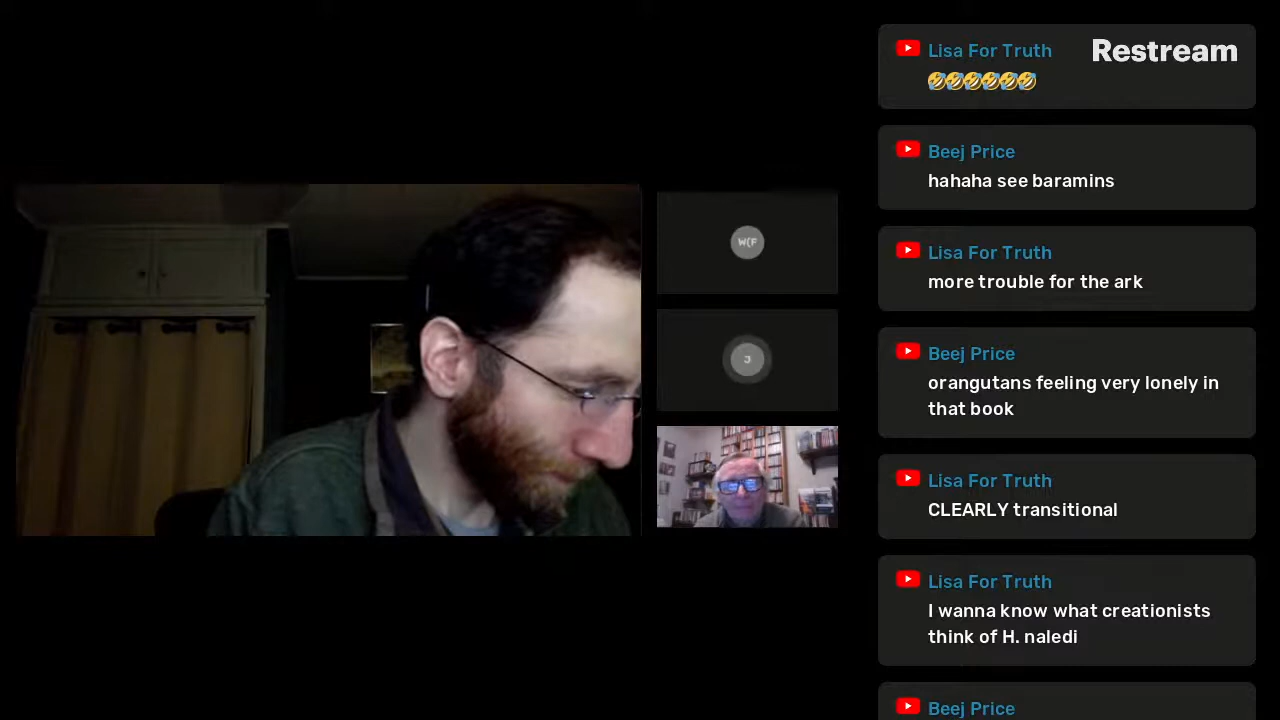 Lisa For Truth
Restream
🤣🤣🤣🤣🤣🤣
Beej Price
hahaha see baramins
Lisa For Truth
more trouble for the ark
Beej Price
orangutans feeling very lonely in
that book
Lisa For Truth
CLEARLY transitional
Lisa For Truth
I wanna know what creationists
think of H. naledi
Beej Price
W(F
J